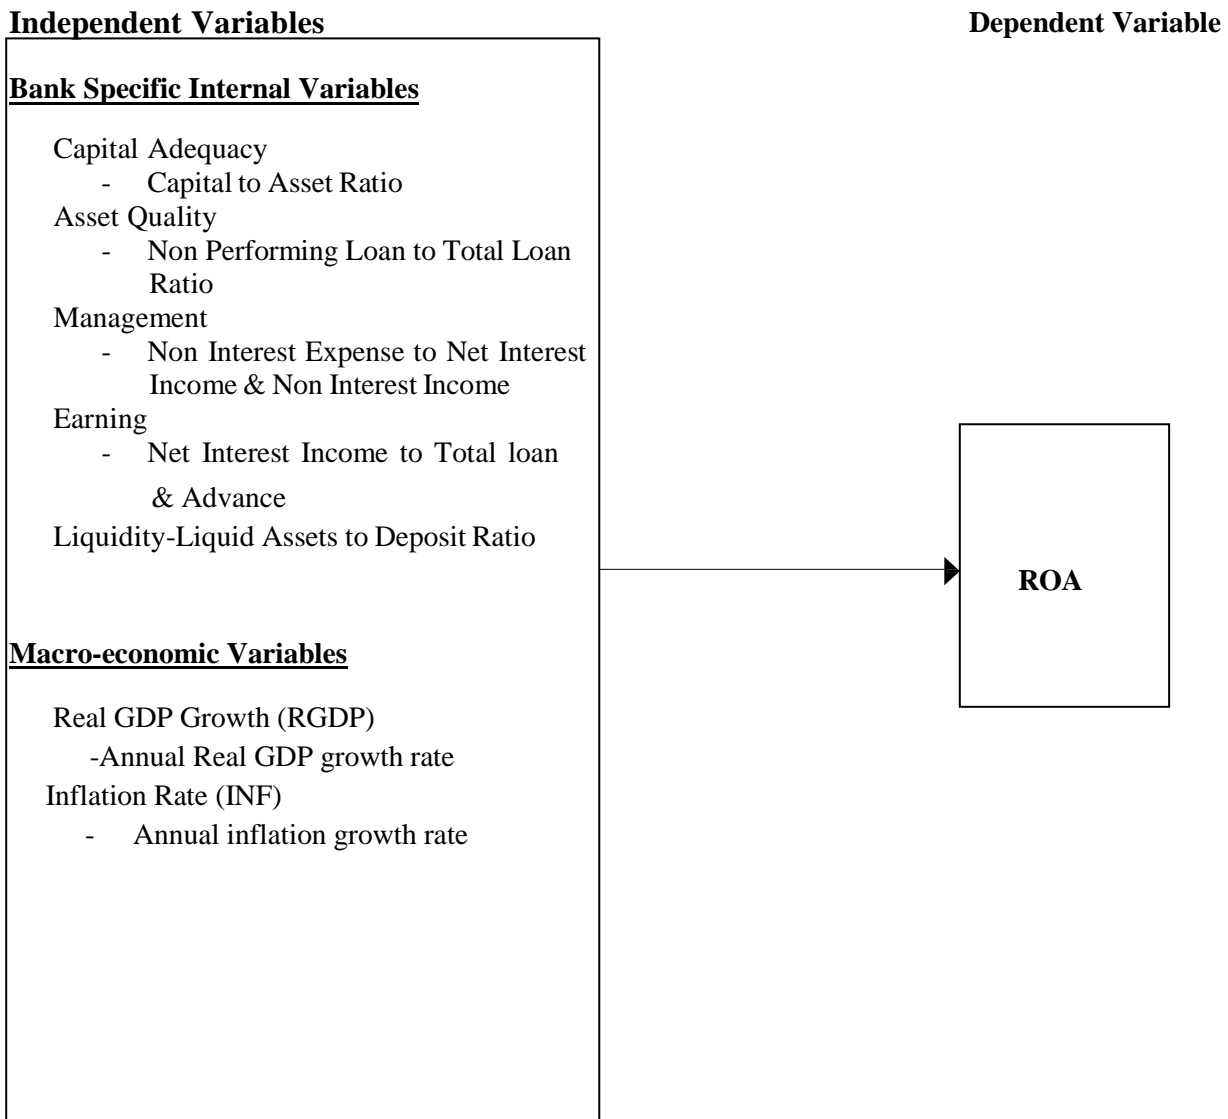 Independent Variables
Dependent Variable
Bank Specific Internal Variables
Capital Adequacy
- Capital to Asset Ratio
Asset Quality
- Non Performing Loan to Total Loan
Ratio
Management
- Non Interest Expense to Net Interest
Income & Non Interest Income
Earning
- Net Interest Income to Total loan
& Advance
Liquidity-Liquid Assets to Deposit Ratio
ROA
Macro-economic Variables
Real GDP Growth (RGDP)
-Annual Real GDP growth rate
Inflation Rate (INF)
- Annual inflation growth rate